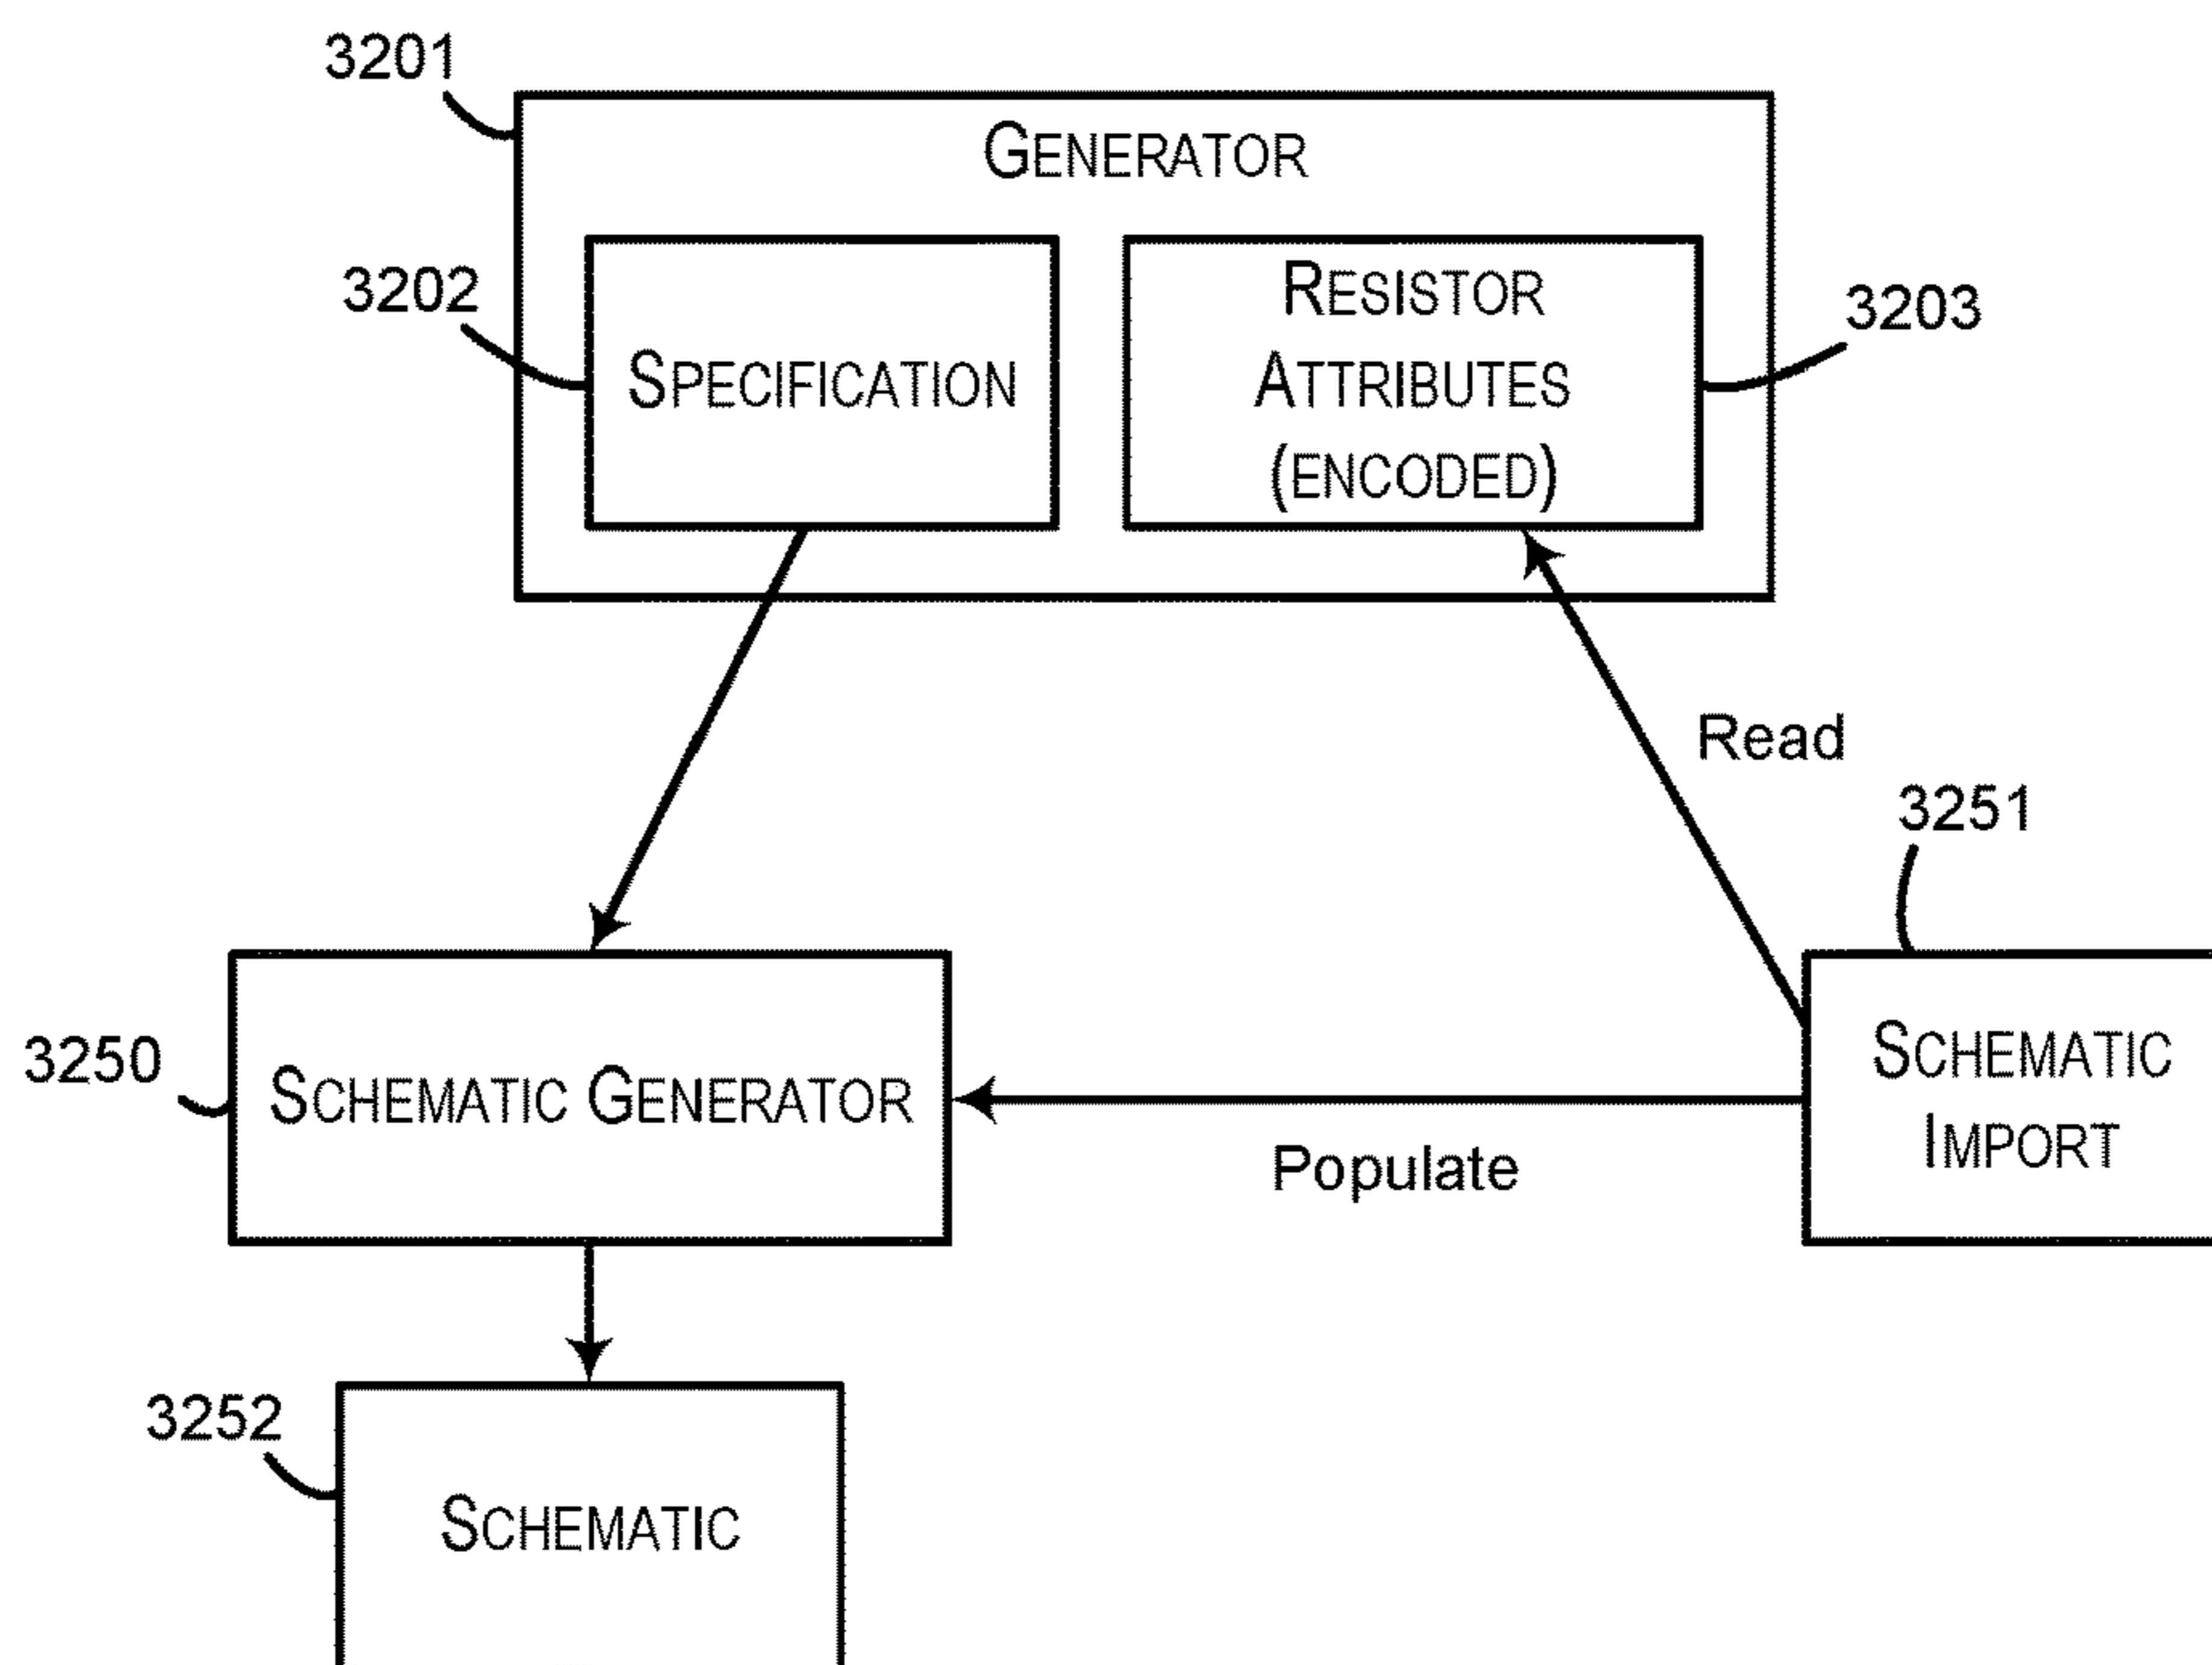 3201
GENERATOR
3202
SPECIFICATION
RESISTOR
ATTRIBUTES
(ENCODED)
3203
Read
3251
3250
SCHEMATIC GENERATOR
SCHEMATIC
IMPORT
Populate
3252
SCHEMATIC